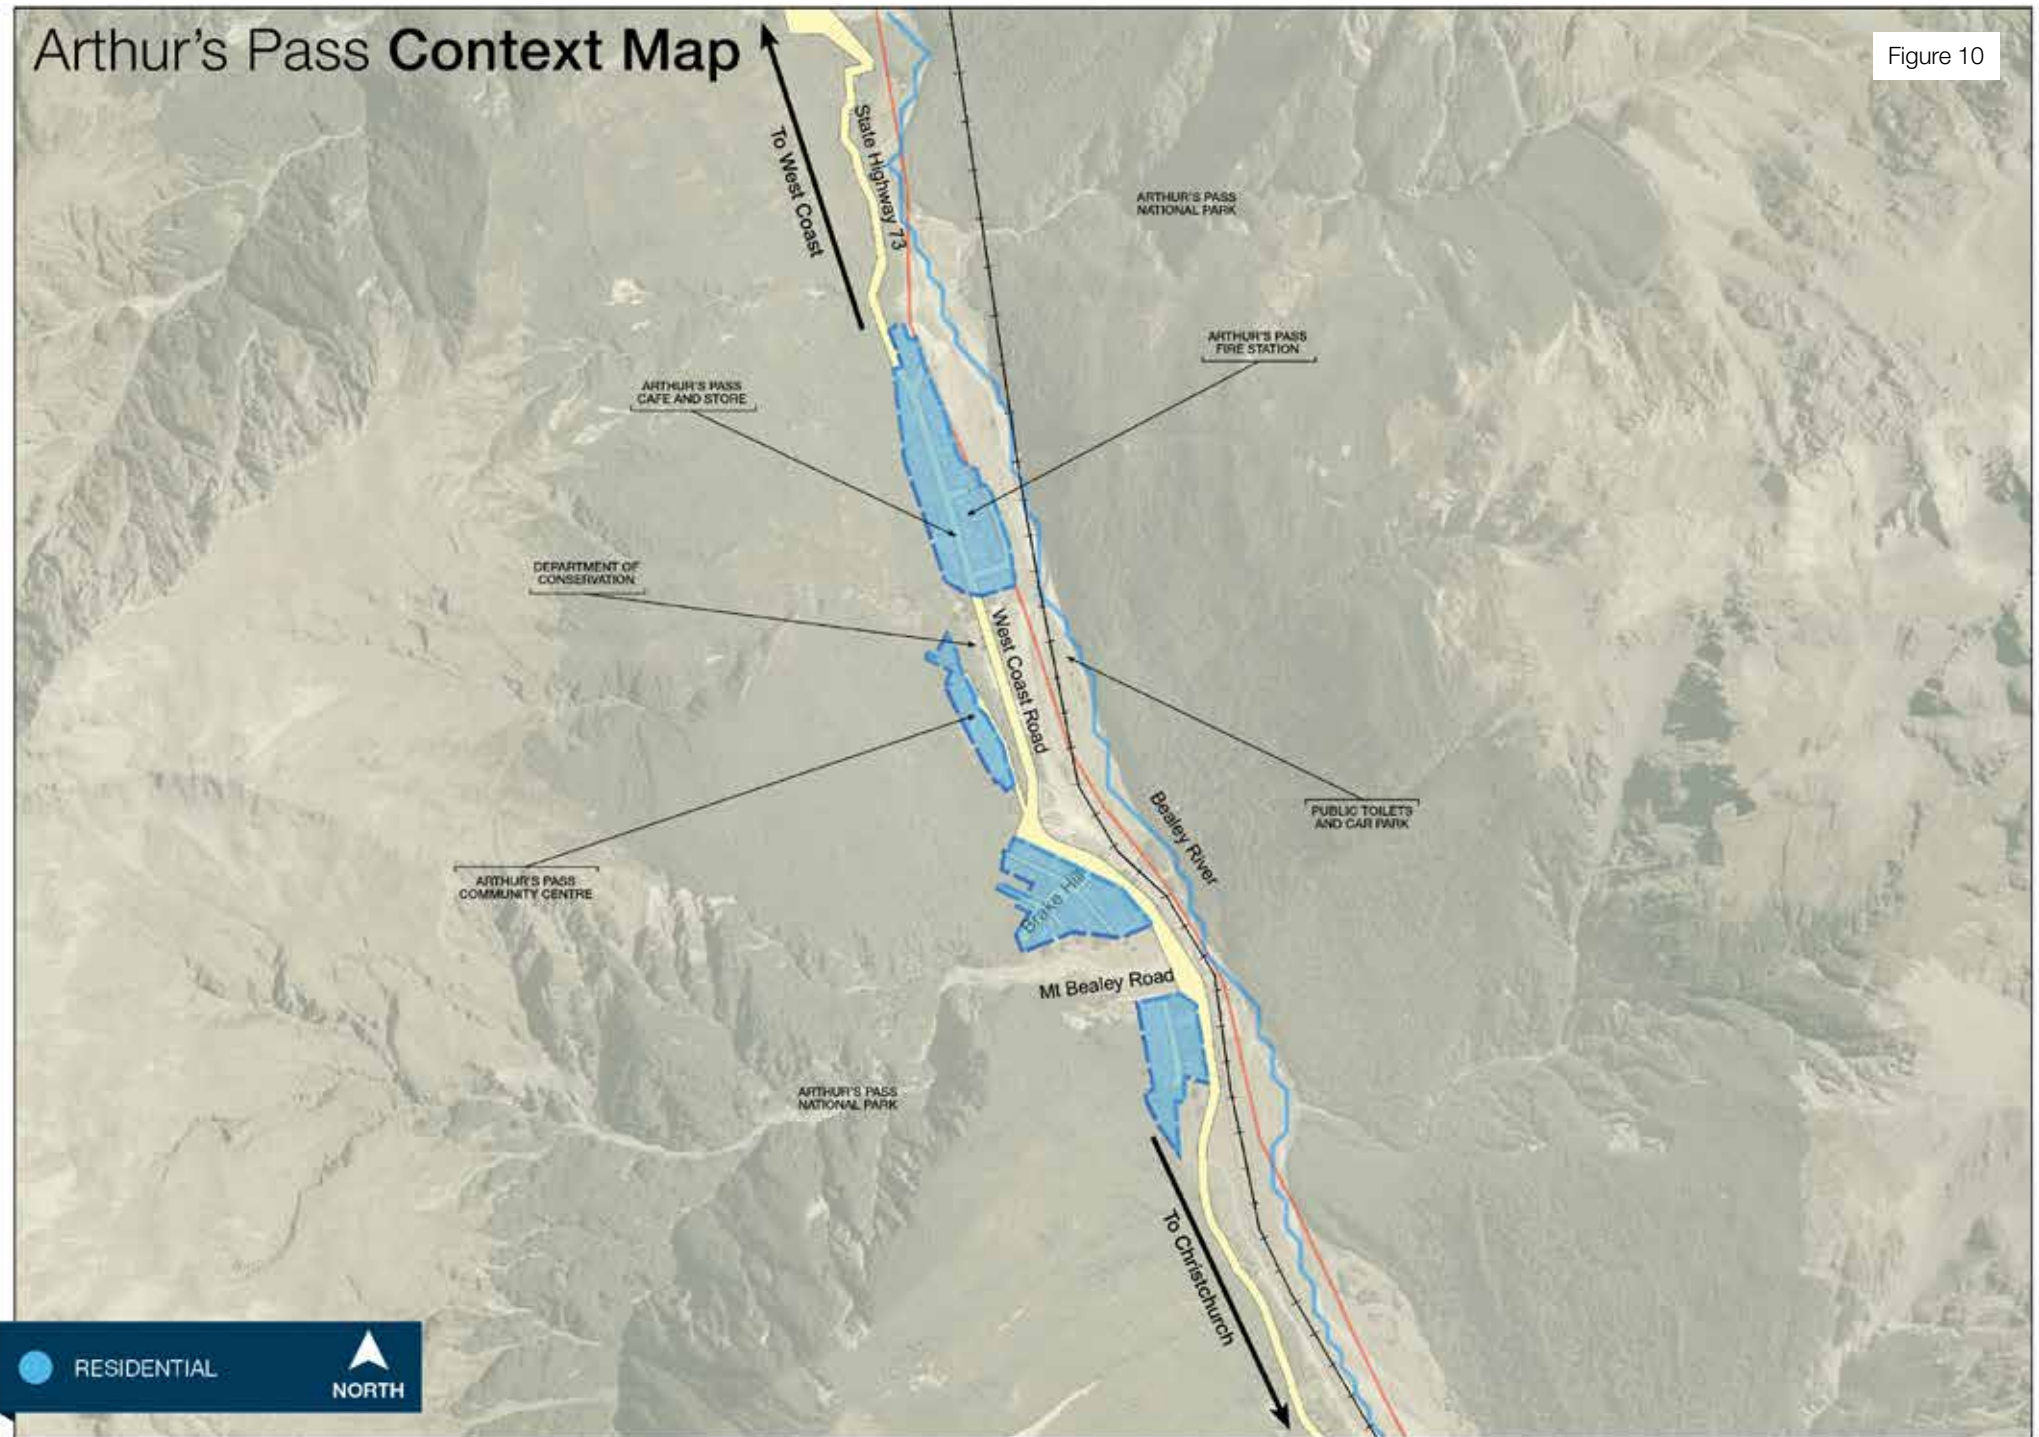 Arthur's Pass Context Map
Figure 10
To West Coast
State Highway 73
ARTHUR'S PASS
NATIONAL PARK
ARTHUR'S PASS
FIRE STATION
ARTHUR'S PASS
CAFE AND STORE
DEPARTMENT OF
CONSERVATION
West Coast Road
PUBLIC TOILETS
AND CAR PARK
Bealey River
ARTHUR'S PASS
COMMUNITY CENTRE
Brake Hill
Mt Bealey Road
ARTHUR'S PASS
NATIONAL PARK
To Christchurch
RESIDENTIAL
NORTH